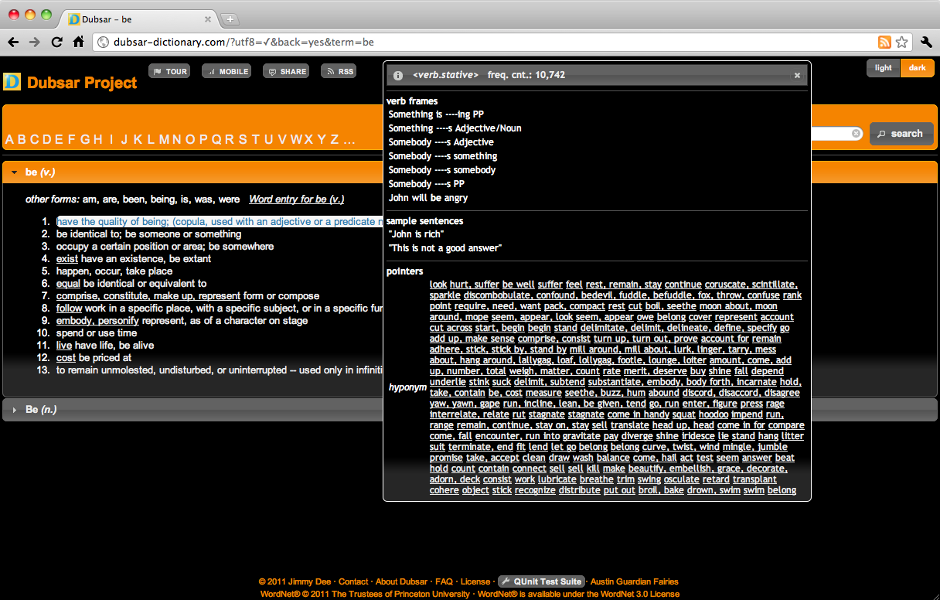 Dubsar – be
dubsar-dictionary.com/?utf8=✓&back=yes&term=be
Dubsar Project
TOUR
MOBILE
SHARE
RSS
light
dark
A B C D E F G H I J K L M N O P Q R S T U V W X Y Z ...
search
be (v.)
other forms: am, are, been, being, is, was, were Word entry for be (v.)
1. have the quality of being; (copula, used with an adjective or a predicate
2. be identical to; be someone or something
3. occupy a certain position or area; be somewhere
4. exist have an existence, be extant
5. happen, occur, take place
6. equal be identical or equivalent to
7. comprise, constitute, make up, represent form or compose
8. follow work in a specific place, with a specific subject, or in a specific
9. embody, personify represent, as of a character on stage
10. spend or use time
11. live have life, be alive
12. cost be priced at
13. to remain unmolested, undisturbed, or uninterrupted -- used only in
Be (n.)
<verb.stative> freq. cnt.: 10,742
verb frames
Something is ----ing PP
Something ----s Adjective/Noun
Somebody ----s Adjective
Somebody ----s something
Somebody ----s somebody
Somebody ----s PP
John will be angry
sample sentences
"John is rich"
"This is not a good answer"
pointers
hyponym
look hurt, suffer be well suffer feel rest, remain, stay continue coruscate, scintillate,
sparkle discombobulate, confound, bedevil, fuddle, befuddle, fox, throw, confuse rank
point require, need, want pack, compact rest cut boil, seethe moon about, moon
around, mope seem, appear, look seem, appear owe belong cover represent account
cut across start, begin begin stand delimitate, delimit, delineate, define, specify go
add up, make sense comprise, consist turn up, turn out, prove account for remain
adhere, stick, stick by, stand by mill around, mill about, lurk, linger, tarry, mess
about, hang around, lallygag, loaf, lollygag, footle, lounge, loiter amount, come, add
up, number, total weigh, matter, count rate merit, deserve buy shine fall depend
underlie stink suck delimit, subtend substantiate, embody, body forth, incarnate hold,
take, contain be, cost measure seethe, buzz, hum abound discord, disaccord, disagree
yaw, yawn, gape run, incline, lean, be given, tend go, run enter, figure press rage
interrelate, relate rut stagnate stagnate come in handy squat hoodoo impend run,
range remain, continue, stay on, stay sell translate head up, head come in for compare
come, fall encounter, run into gravitate pay diverge shine iridesce lie stand hang litter
suit terminate, end fit lend let go belong belong curve, twist, wind mingle, jumble
promise take, accept clean draw wash balance come, hail act test seem answer beat
hold count contain connect sell sell kill make beautify, embellish, grace, decorate,
adorn, deck consist work lubricate breathe trim swing osculate retard transplant
cohere object stick recognize distribute put out broil, bake drown, swim swim belong
© 2011 Jimmy Dee · Contact · About Dubsar · FAQ · License · QUnit Test Suite · Austin Guardian Fairies
WordNet® © 2011 The Trustees of Princeton University · WordNet® is available under the WordNet 3.0 License